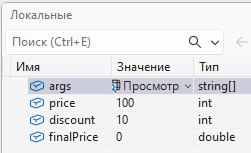 Локальные
Поиск (Ctrl+E)
Имя Значение Тип
args Просмотр string[]
price 100 int
discount 10 int
finalPrice 0 double